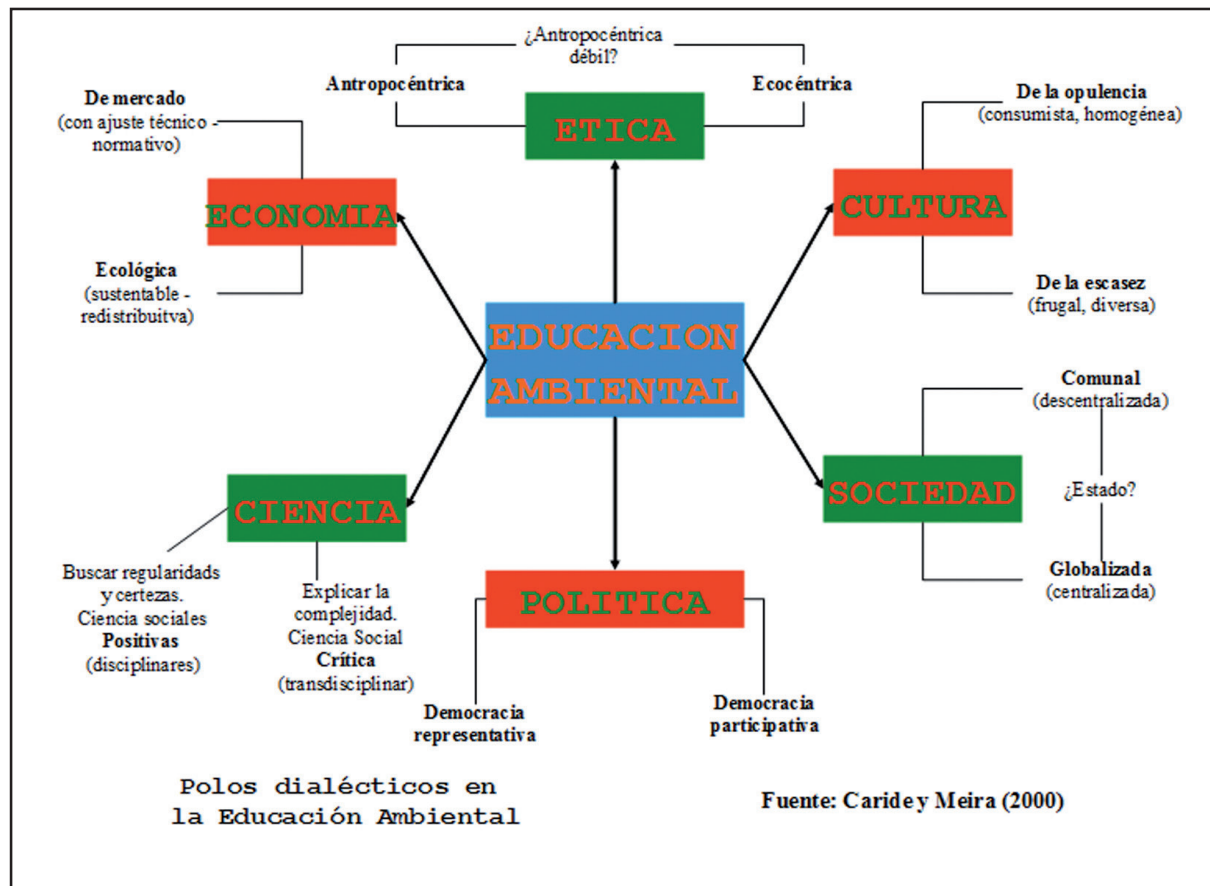 ¿Antropocéntrica
débil?
Antropocéntrica
Ecocéntrica
ETICA
De mercado
(con ajuste técnico -
normativo)
ECONOMIA
Ecológica
(sustentable -
redistribuitva)
De la opulencia
(consumista, homogénea)
CULTURA
De la escasez
(frugal, diversa)
EDUCACION
AMBIENTAL
Comunal
(descentralizada)
SOCIEDAD
¿Estado?
Globalizada
(centralizada)
CIENCIA
Buscar regularidads
y certezas.
Ciencia sociales
Positivas
(disciplinares)
Explicar la
complejidad.
Ciencia Social
Crítica
(transdisciplinar)
POLITICA
Democracia
representativa
Democracia
participativa
Polos dialécticos en
la Educación Ambiental
Fuente: Caride y Meira (2000)